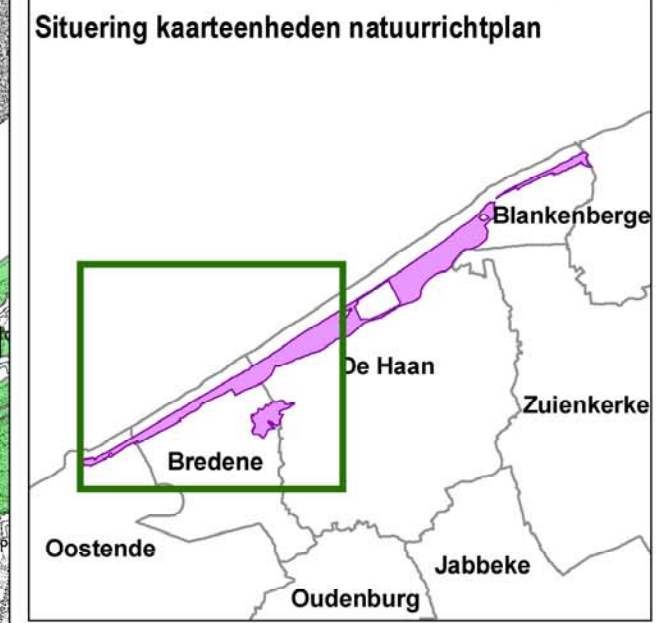 Situering kaarteenheden natuurrichtplan
Blankenberge
De Haan
Zuienkerke
Bredene
Oostende
Jabbeke
Oudenburg